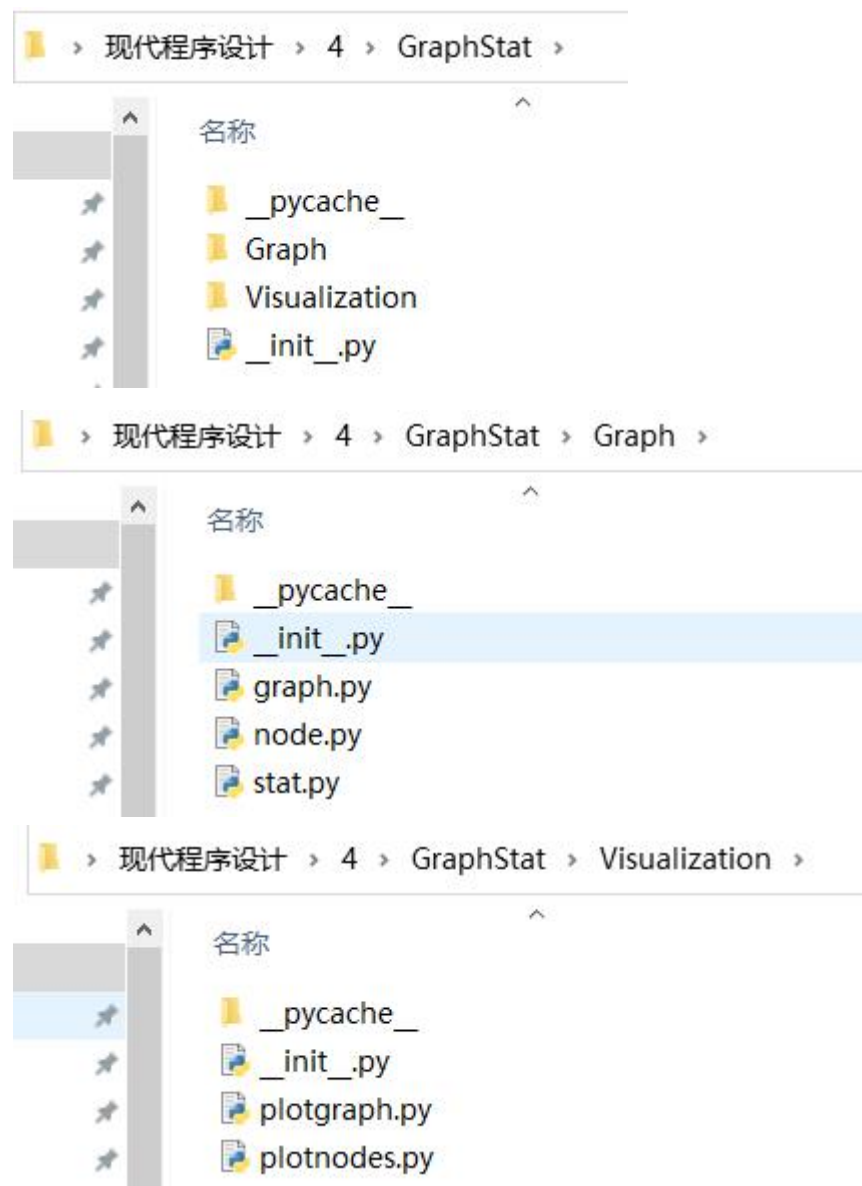 现代程序设计 › 4 › GraphStat ›
名称
__pycache__
Graph
Visualization
__init__.py
现代程序设计 › 4 › GraphStat › Graph ›
名称
__pycache__
__init__.py
graph.py
node.py
stat.py
现代程序设计 › 4 › GraphStat › Visualization ›
名称
__pycache__
__init__.py
plotgraph.py
plotnodes.py